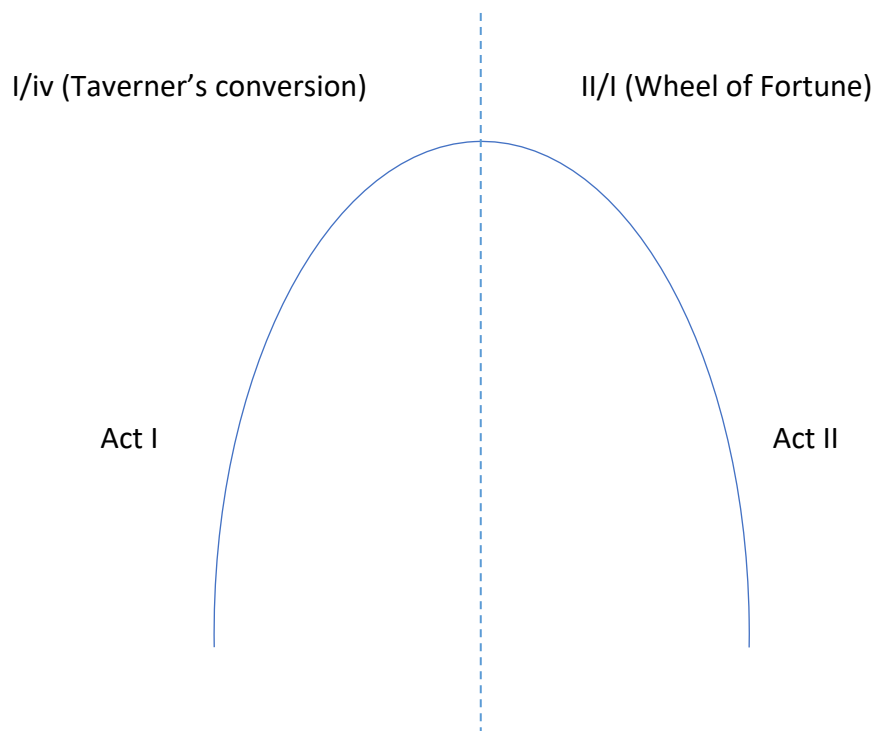 I/iv (Taverner’s conversion)
II/I (Wheel of Fortune)
Act I
Act II